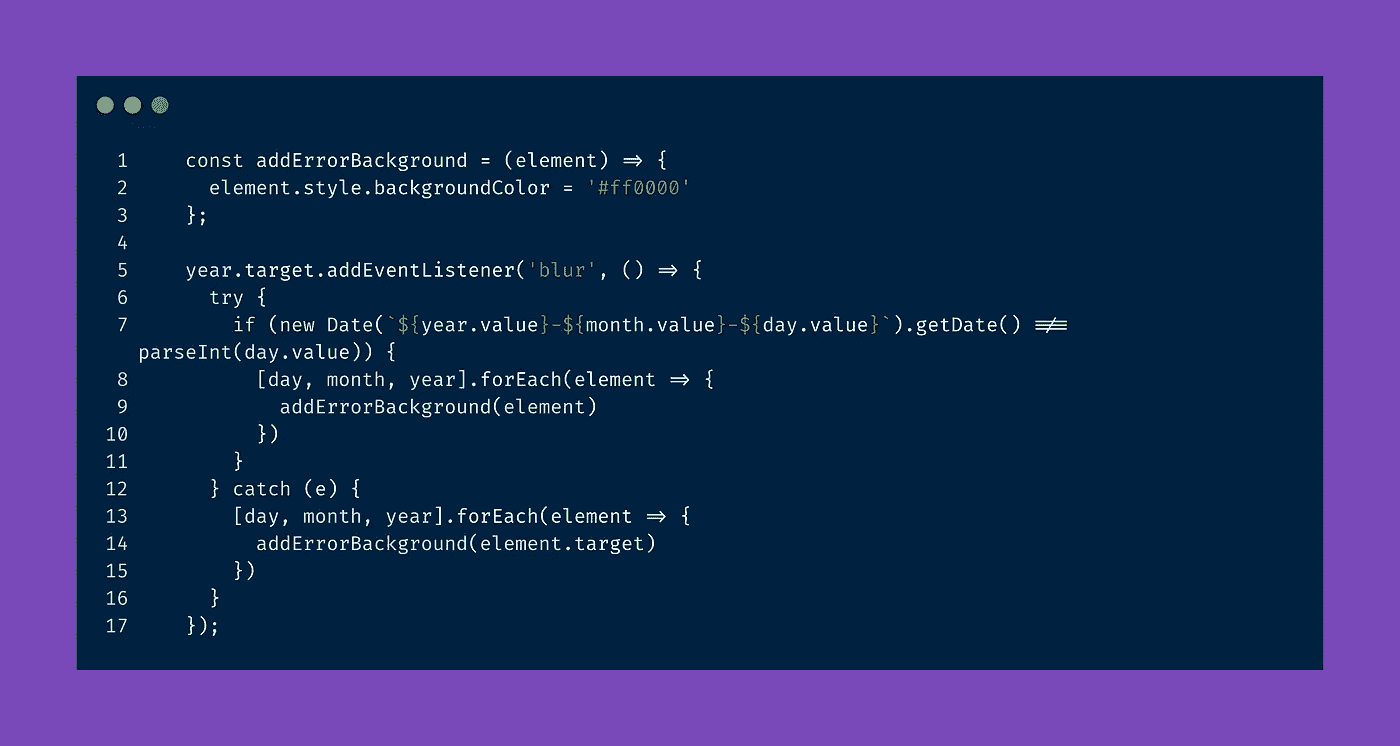 1 const addErrorBackground = (element) => {
2 element.style.backgroundColor = '#ff0000'
3 };
4
5 year.target.addEventListener('blur', () => {
6 try {
7 if (new Date(`${year.value}-${month.value}-${day.value}`).getDate() !==
parseInt(day.value)) {
8 [day, month, year].forEach(element => {
9 addErrorBackground(element)
10 })
11 }
12 } catch (e) {
13 [day, month, year].forEach(element => {
14 addErrorBackground(element.target)
15 })
16 }
17 });